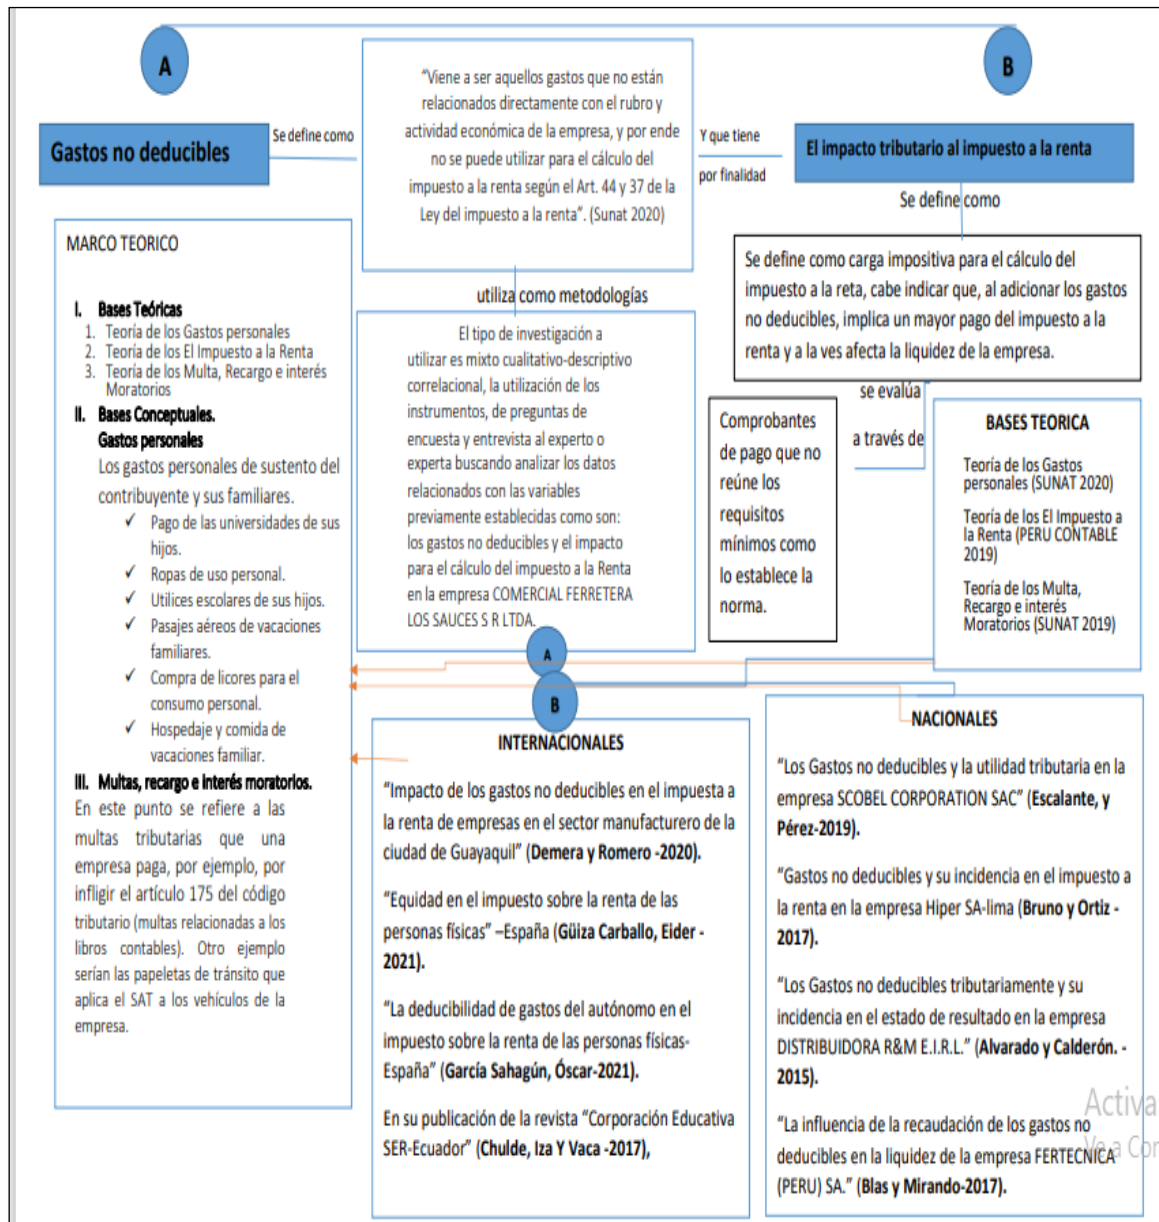 A
B
Gastos no deducibles
Se define como
"Viene a ser aquellos gastos que no están
relacionados directamente con el rubro y
actividad económica de la empresa, y por ende
no se puede utilizar para el cálculo del
impuesto a la renta según el Art. 44 y 37 de la
Ley del impuesto a la renta". (Sunat 2020)
Y que tiene
por finalidad
El impacto tributario al impuesto a la renta
Se define como
Se define como carga impositiva para el cálculo del
impuesto a la reta, cabe indicar que, al adicionar los gastos
no deducibles, implica un mayor pago del impuesto a la
renta y a la ves afecta la liquidez de la empresa.
MARCO TEORICO
I. Bases Teóricas
1. Teoría de los Gastos personales
2. Teoría de los El Impuesto a la Renta
3. Teoría de los Multa, Recargo e interés
Moratorios
II. Bases Conceptuales.
Gastos personales
Los gastos personales de sustento del
contribuyente y sus familiares.
✓ Pago de las universidades de sus
hijos.
✓ Ropas de uso personal.
✓ Utilices escolares de sus hijos.
✓ Pasajes aéreos de vacaciones
familiares.
✓ Compra de licores para el
consumo personal.
✓ Hospedaje y comida de
vacaciones familiar.
III. Multas, recargo e interés moratorios.
En este punto se refiere a las
multas tributarias que una
empresa paga, por ejemplo, por
infligir el artículo 175 del código
tributario (multas relacionadas a los
libros contables). Otro ejemplo
serían las papeletas de tránsito que
aplica el SAT a los vehículos de la
empresa.
utiliza como metodologías
El tipo de investigación a
utilizar es mixto cualitativo-descriptivo
correlacional, la utilización de los
instrumentos, de preguntas de
encuesta y entrevista al experto o
experta buscando analizar los datos
relacionados con las variables
previamente establecidas como son:
los gastos no deducibles y el impacto
para el cálculo del impuesto a la Renta
en la empresa COMERCIAL FERRETERA
LOS SAUCES S R LTDA.
se evalúa
a través de
Comprobantes
de pago que no
reúne los
requisitos
mínimos como
lo establece la
norma.
BASES TEORICA
Teoría de los Gastos
personales (SUNAT 2020)
Teoría de los El Impuesto a
la Renta (PERU CONTABLE
2019)
Teoría de los Multa,
Recargo e interés
Moratorios (SUNAT 2019)
A
B
INTERNACIONALES
"Impacto de los gastos no deducibles en el impuesta a
la renta de empresas en el sector manufacturero de la
ciudad de Guayaquil" (Demera y Romero -2020).
"Equidad en el impuesto sobre la renta de las
personas físicas" –España (Güiza Carballo, Eider -
2021).
"La deducibilidad de gastos del autónomo en el
impuesto sobre la renta de las personas físicas-
España" (García Sahagún, Óscar-2021).
En su publicación de la revista "Corporación Educativa
SER-Ecuador" (Chulde, Iza Y Vaca -2017),
NACIONALES
"Los Gastos no deducibles y la utilidad tributaria en la
empresa SCOBEL CORPORATION SAC" (Escalante, y
Pérez-2019).
"Gastos no deducibles y su incidencia en el impuesto a
la renta en la empresa Hiper SA-lima (Bruno y Ortiz -
2017).
"Los Gastos no deducibles tributariamente y su
incidencia en el estado de resultado en la empresa
DISTRIBUIDORA R&M E.I.R.L." (Alvarado y Calderón. -
2015).
"La influencia de la recaudación de los gastos no
deducibles en la liquidez de la empresa FERTECNICA
(PERU) SA." (Blas y Mirando-2017).
Activa
Ve a Con